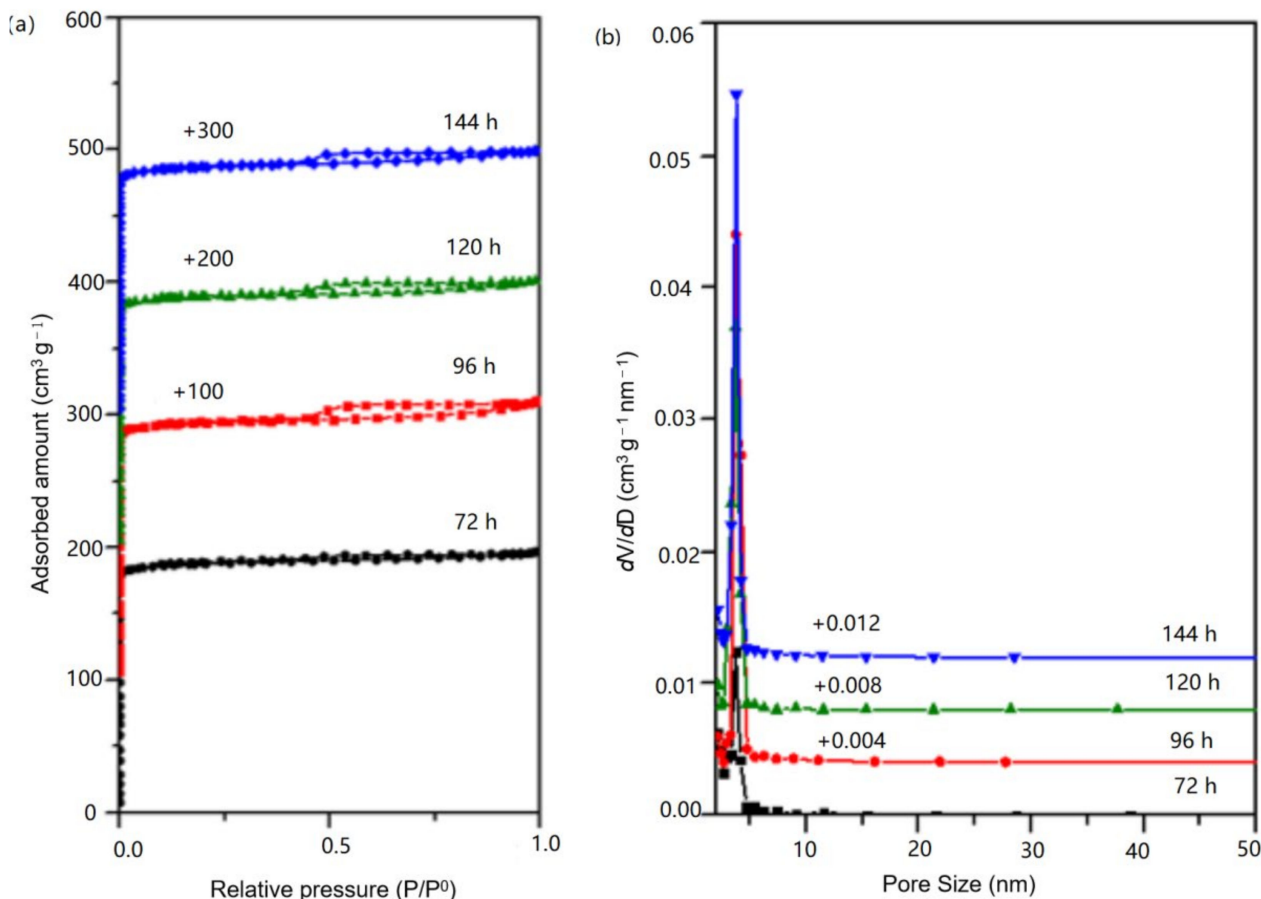 (a)
600
500
400
300
200
100
0
0.0
0.5
1.0
Adsorbed amount (cm³ g⁻¹)
Relative pressure (P/P⁰)
+300
144 h
+200
120 h
+100
96 h
72 h
(b)
0.06
0.05
0.04
0.03
0.02
0.01
0.00
10
20
30
40
50
dV/dD (cm³ g⁻¹ nm⁻¹)
Pore Size (nm)
+0.012
144 h
+0.008
120 h
+0.004
96 h
72 h